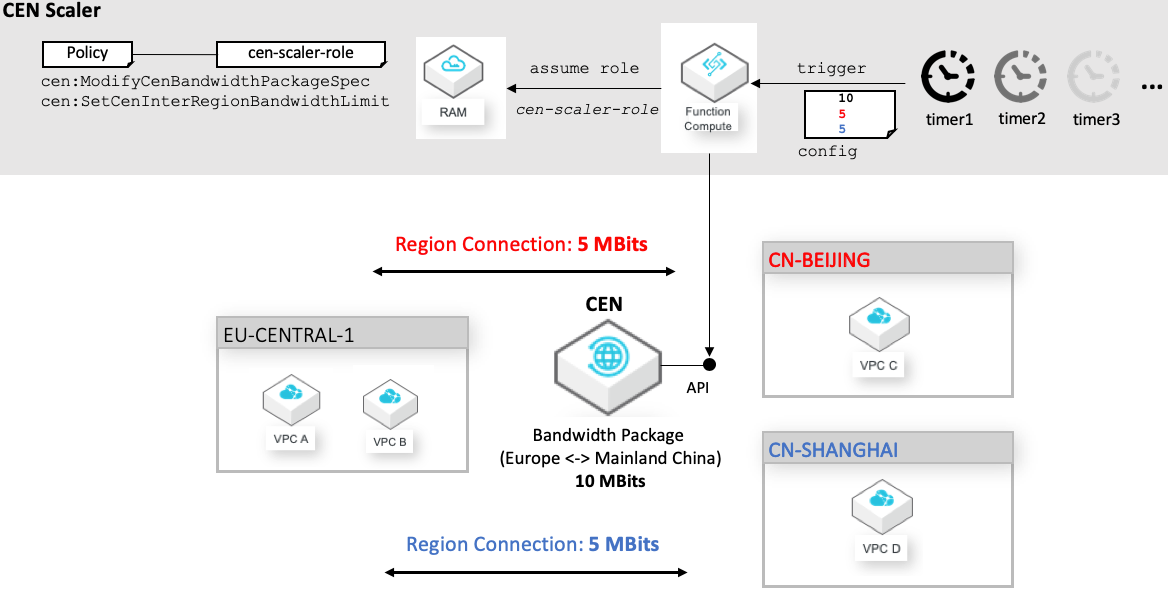 CEN Scaler
Policy
cen-scaler-role
cen:ModifyCenBandwidthPackageSpec
cen:SetCenInterRegionBandwidthLimit
RAM
assume role
cen-scaler-role
Function
Compute
trigger
10
5
5
config
timer1
timer2
timer3
...
Region Connection: 5 MBits
CEN
API
Bandwidth Package
(Europe <-> Mainland China)
10 MBits
EU-CENTRAL-1
VPC A
VPC B
CN-BEIJING
VPC C
CN-SHANGHAI
VPC D
Region Connection: 5 MBits